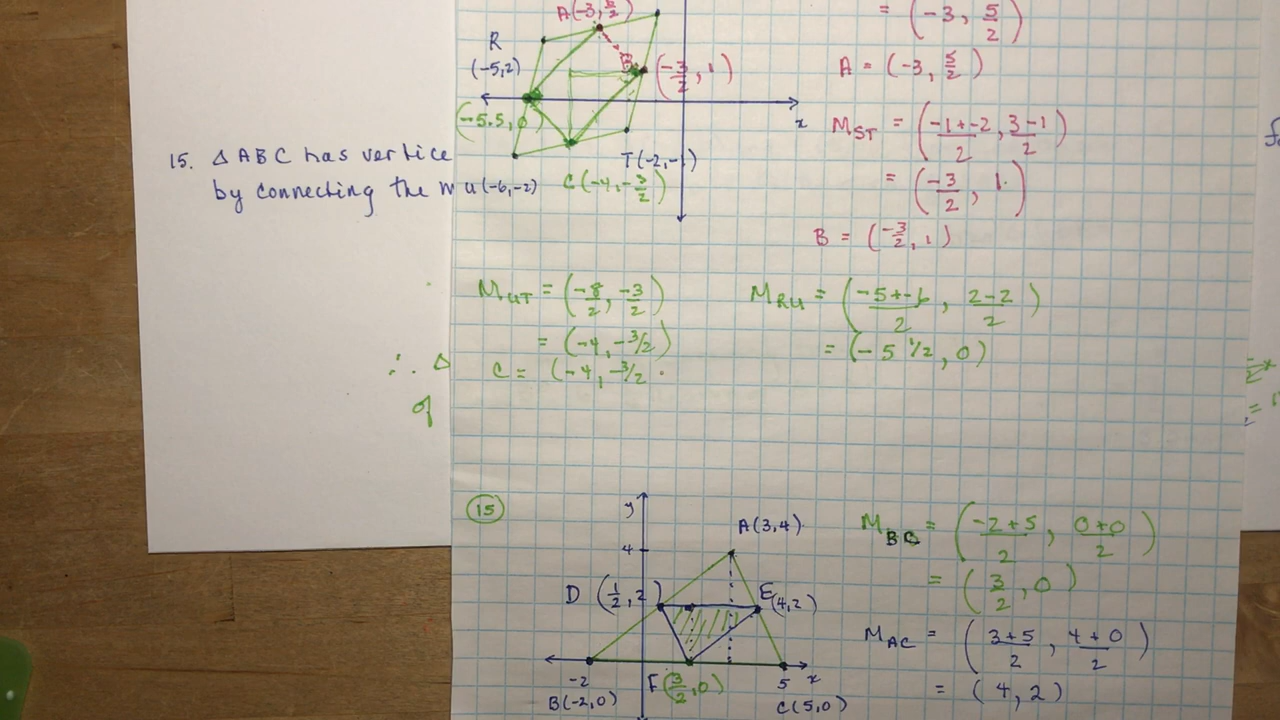 A(-3, 5/2)
= (-3, 5/2)
R
(-5,2)
(-3/2, 1)
A = (-3, 5/2)
(-5.5, 0)
x
M_ST = (-1+-2/2, 3-1/2)
15. △ABC has vertice
T(-2,-1)
by connecting the m
U(-6,-2)
C(-4, -3/2)
= (-3/2, 1)
B = (-3/2, 1)
M_UT = (-8/2, -3/2)
M_RU = (-5+-6/2, 2-2/2)
= (-4, -3/2)
= (-5 1/2, 0)
∴ △
C = (-4, -3/2
of
15
y
A(3,4)
M_BC = (-2+5/2, 0+0/2)
4
= (3/2, 0)
D (1/2, 2)
E(4,2)
M_AC = (3+5/2, 4+0/2)
-2
F(3/2, 0)
5
x
= (4, 2)
B(-2,0)
C(5,0)